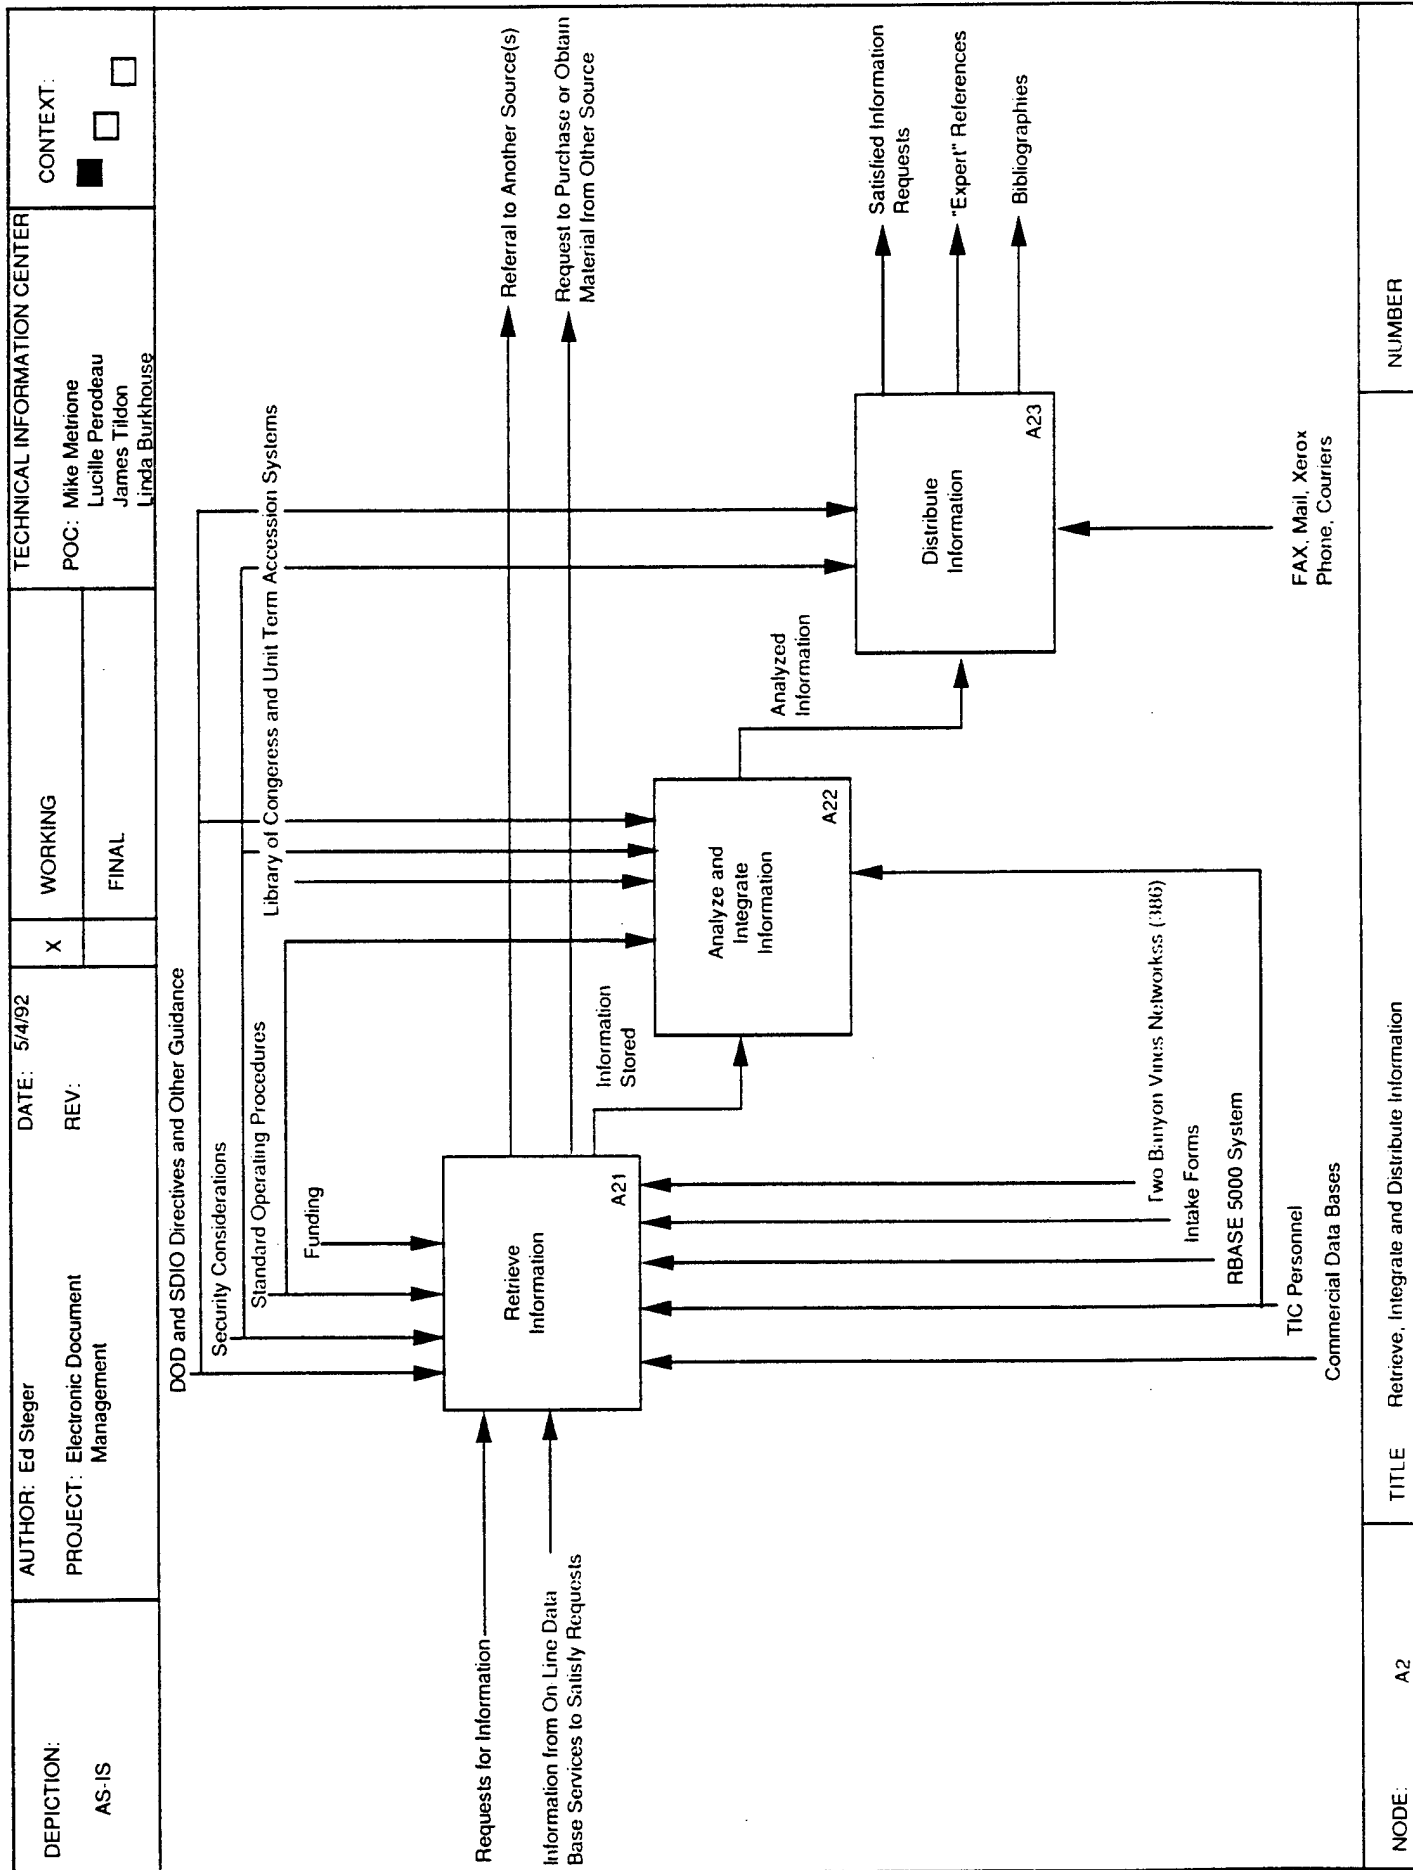 DEPICTION:
AS-IS
AUTHOR: Ed Steger
DATE: 5/4/92
PROJECT: Electronic Document
Management
REV:
X
WORKING
FINAL
TECHNICAL INFORMATION CENTER
POC: Mike Metrione
Lucille Perodeau
James Tildon
Linda Burkhouse
CONTEXT:
DOD and SDIO Directives and Other Guidance
Security Considerations
Standard Operating Procedures
Funding
Library of Congeress and Unit Term Accession Systems
Requests for Information
Information from On-Line Data
Base Services to Satisfy Requests
Retrieve
Information
A21
Referral to Another Source(s)
Request to Purchase or Obtain
Material from Other Source
Information
Stored
Analyze and
Integrate
Information
A22
Analyzed
Information
Distribute
Information
A23
Satisfied Information
Requests
"Expert" References
Bibliographies
Two Banyon Vines Networkss (386)
Intake Forms
RBASE 5000 System
TIC Personnel
Commercial Data Bases
FAX, Mail, Xerox
Phone, Couriers
NODE: A2
TITLE Retrieve, Integrate and Distribute Information
NUMBER